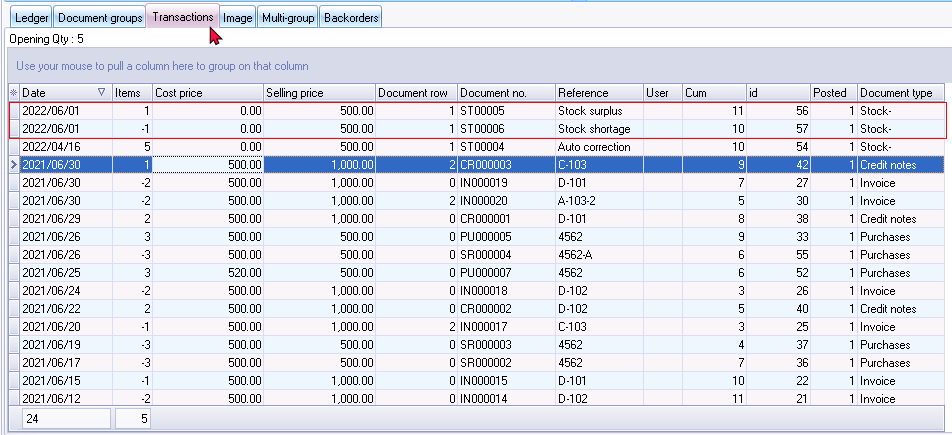 Ledger Document groups Transactions Image Multi-group Backorders
Opening Qty : 5
Use your mouse to pull a column here to group on that column
Date Items Cost price Selling price Document row Document no. Reference User Cum id Posted Document type
2022/06/01 1 0.00 500.00 1 ST00005 Stock surplus 11 56 1 Stock-
2022/06/01 -1 0.00 500.00 1 ST00006 Stock shortage 10 57 1 Stock-
2022/04/16 5 0.00 500.00 1 ST00004 Auto correction 10 54 1 Stock-
2021/06/30 1 500.00 1,000.00 2 CR000003 C-103 9 42 1 Credit notes
2021/06/30 -2 500.00 1,000.00 0 IN000019 D-101 7 27 1 Invoice
2021/06/30 -2 500.00 1,000.00 2 IN000020 A-103-2 5 30 1 Invoice
2021/06/29 2 500.00 1,000.00 0 CR000001 D-101 8 38 1 Credit notes
2021/06/26 3 500.00 500.00 0 PU000005 4562 9 33 1 Purchases
2021/06/26 -3 500.00 500.00 0 SR000004 4562-A 6 55 1 Purchases
2021/06/25 3 520.00 500.00 0 PU000007 4562 6 52 1 Purchases
2021/06/24 -2 500.00 1,000.00 0 IN000018 D-102 3 26 1 Invoice
2021/06/22 2 500.00 1,000.00 0 CR000002 D-102 5 40 1 Credit notes
2021/06/20 -1 500.00 1,000.00 2 IN000017 C-103 3 25 1 Invoice
2021/06/19 -3 500.00 500.00 0 SR000003 4562 4 37 1 Purchases
2021/06/17 -3 500.00 500.00 0 SR000002 4562 7 36 1 Purchases
2021/06/15 -1 500.00 1,000.00 0 IN000015 D-101 10 22 1 Invoice
2021/06/12 -2 500.00 1,000.00 0 IN000014 D-102 11 21 1 Invoice
24 5